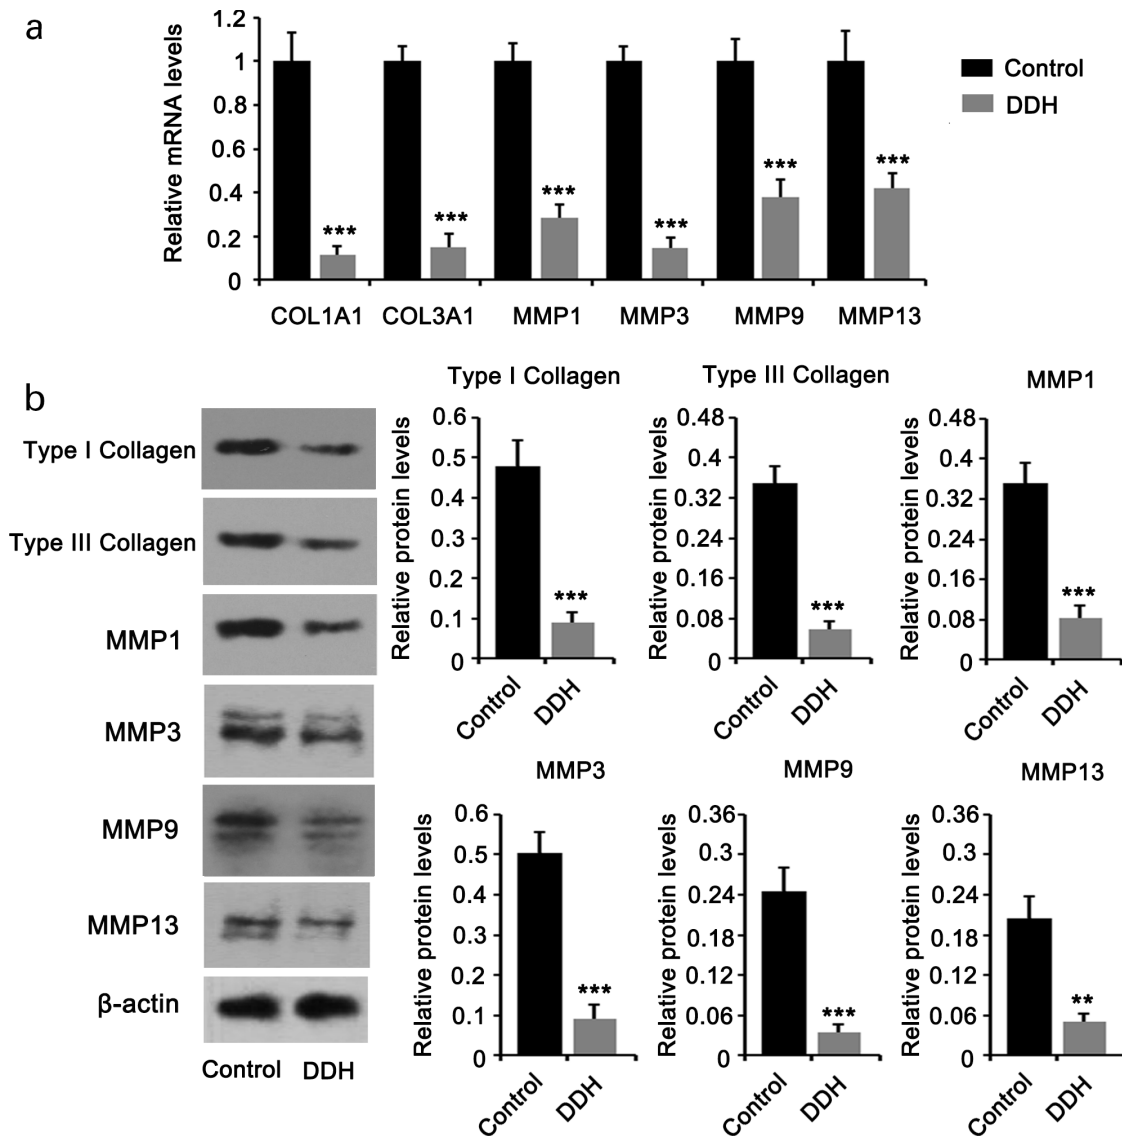 a
Relative mRNA levels
1.2
1
0.8
0.6
0.4
0.2
0
***
***
***
***
***
***
COL1A1 COL3A1 MMP1 MMP3 MMP9 MMP13
Control
DDH
b
Type I Collagen
Type III Collagen
MMP1
MMP3
MMP9
MMP13
β-actin
Control DDH
Type I Collagen
Relative protein levels
0.6
0.5
0.4
0.3
0.2
0.1
0
***
Control
DDH
Type III Collagen
Relative protein levels
0.48
0.4
0.32
0.24
0.16
0.08
0
***
Control
DDH
MMP1
Relative protein levels
0.48
0.4
0.32
0.24
0.16
0.08
0
***
Control
DDH
MMP3
Relative protein levels
0.6
0.5
0.4
0.3
0.2
0.1
0
***
Control
DDH
MMP9
Relative protein levels
0.36
0.3
0.24
0.18
0.12
0.06
0
***
Control
DDH
MMP13
Relative protein levels
0.36
0.3
0.24
0.18
0.12
0.06
0
**
Control
DDH